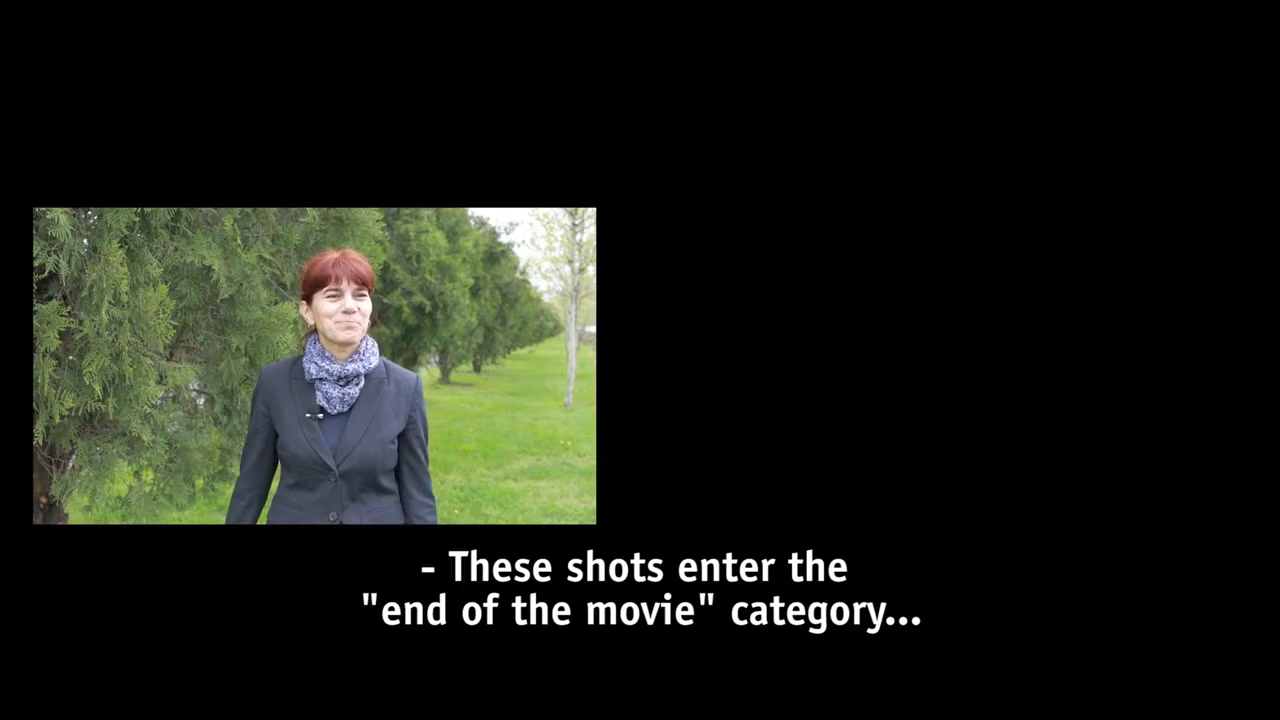 - These shots enter the
"end of the movie" category...